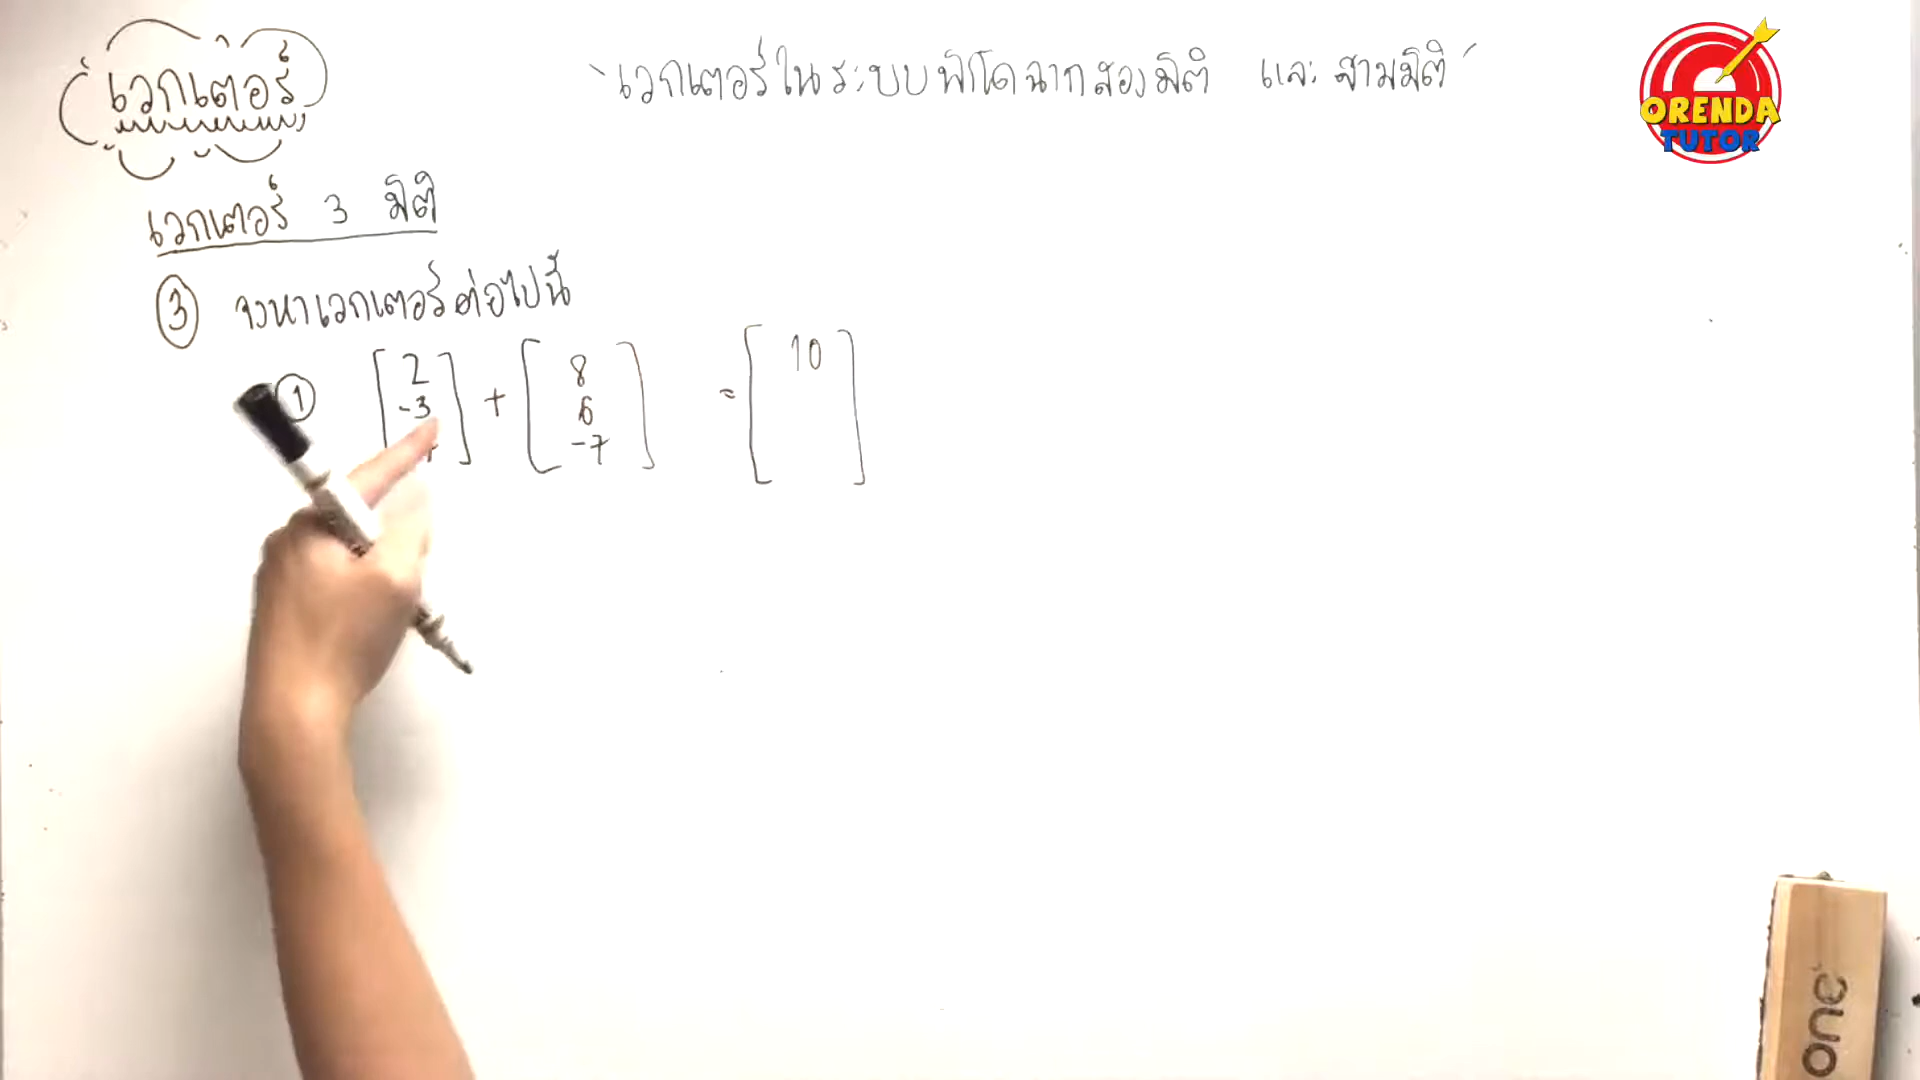 เวกเตอร์
"เวกเตอร์ในระบบพิกัดฉากสองมิติ และ สามมิติ"
ORENDA
TUTOR
เวกเตอร์ 3 มิติ
③ จงหาเวกเตอร์ต่อไปนี้
① [2 -3] + [8 6 -7] = [10]
one